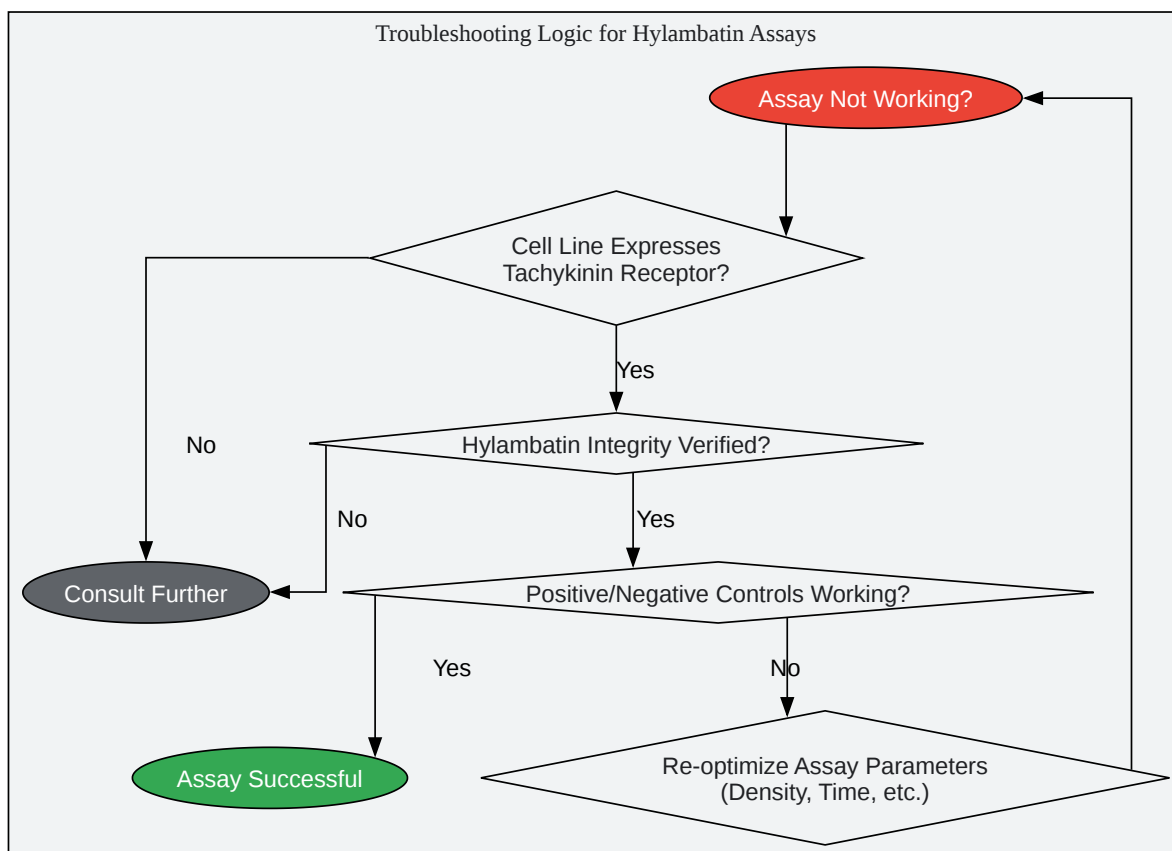 Troubleshooting Logic for Hylambatin Assays
Assay Not Working?
Cell Line Expresses
Tachykinin Receptor?
Yes
Hylambatin Integrity Verified?
No
No
Yes
Consult Further
Positive/Negative Controls Working?
Yes
No
Re-optimize Assay Parameters
(Density, Time, etc.)
Assay Successful